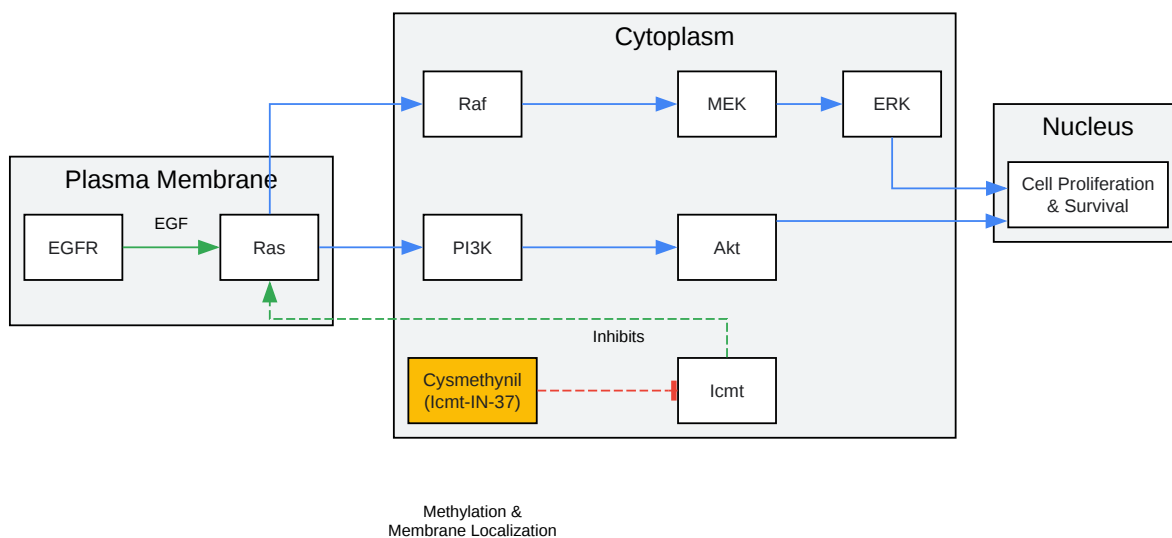 Cytoplasm
Raf
MEK
ERK
Nucleus
Cell Proliferation
& Survival
Plasma Membrane
EGF
EGFR
Ras
PI3K
Akt
Inhibits
Cysmethynil
(Icmt-IN-37)
Icmt
Methylation &
Membrane Localization